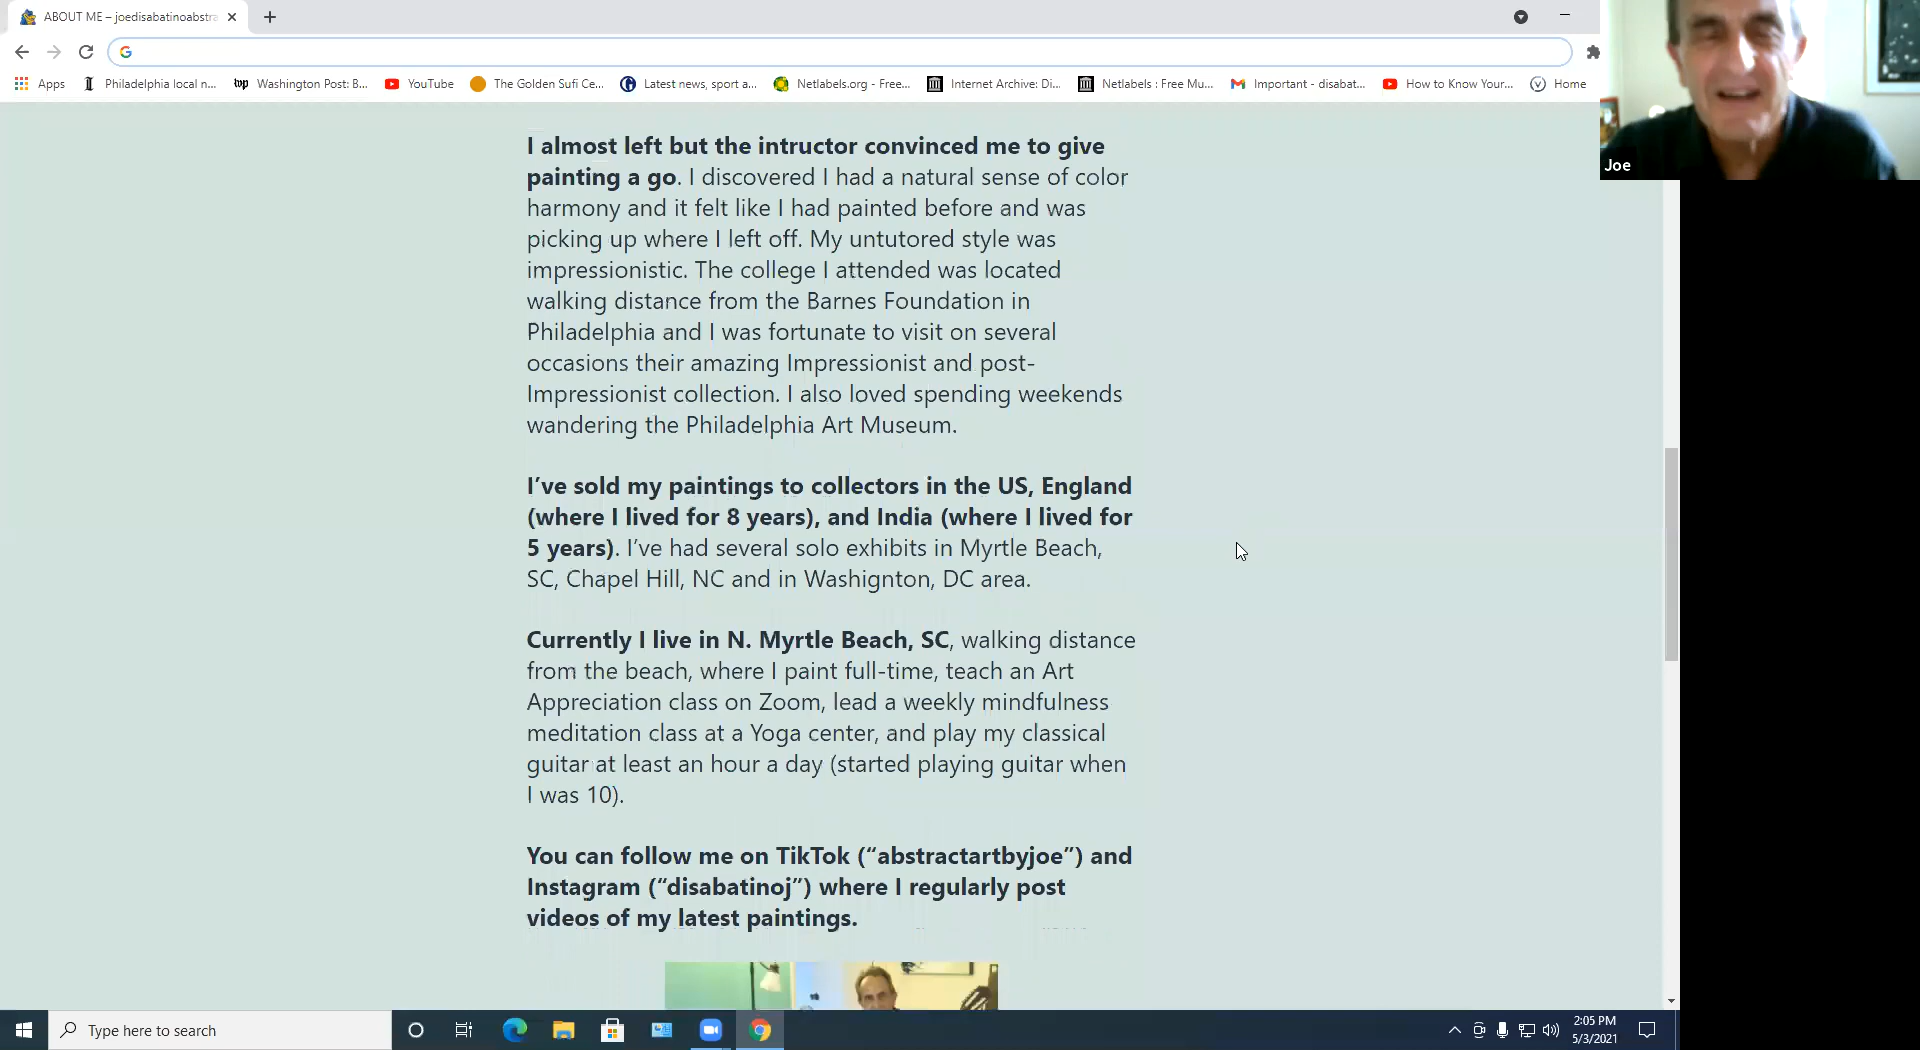 ABOUT ME – joedisabatinoabstra
Apps
Philadelphia local n...
wp
Washington Post: B...
YouTube
The Golden Sufi Ce...
Latest news, sport a...
Netlabels.org - Free...
Internet Archive: Di...
Netlabels : Free Mu...
Important - disabat...
How to Know Your...
Home
Joe
I almost left but the intructor convinced me to give
painting a go. I discovered I had a natural sense of color
harmony and it felt like I had painted before and was
picking up where I left off. My untutored style was
impressionistic. The college I attended was located
walking distance from the Barnes Foundation in
Philadelphia and I was fortunate to visit on several
occasions their amazing Impressionist and post-
Impressionist collection. I also loved spending weekends
wandering the Philadelphia Art Museum.
I’ve sold my paintings to collectors in the US, England
(where I lived for 8 years), and India (where I lived for
5 years). I’ve had several solo exhibits in Myrtle Beach,
SC, Chapel Hill, NC and in Washignton, DC area.
Currently I live in N. Myrtle Beach, SC, walking distance
from the beach, where I paint full-time, teach an Art
Appreciation class on Zoom, lead a weekly mindfulness
meditation class at a Yoga center, and play my classical
guitar at least an hour a day (started playing guitar when
I was 10).
You can follow me on TikTok (“abstractartbyjoe”) and
Instagram (“disabatinoj”) where I regularly post
videos of my latest paintings.
Type here to search
2:05 PM
5/3/2021